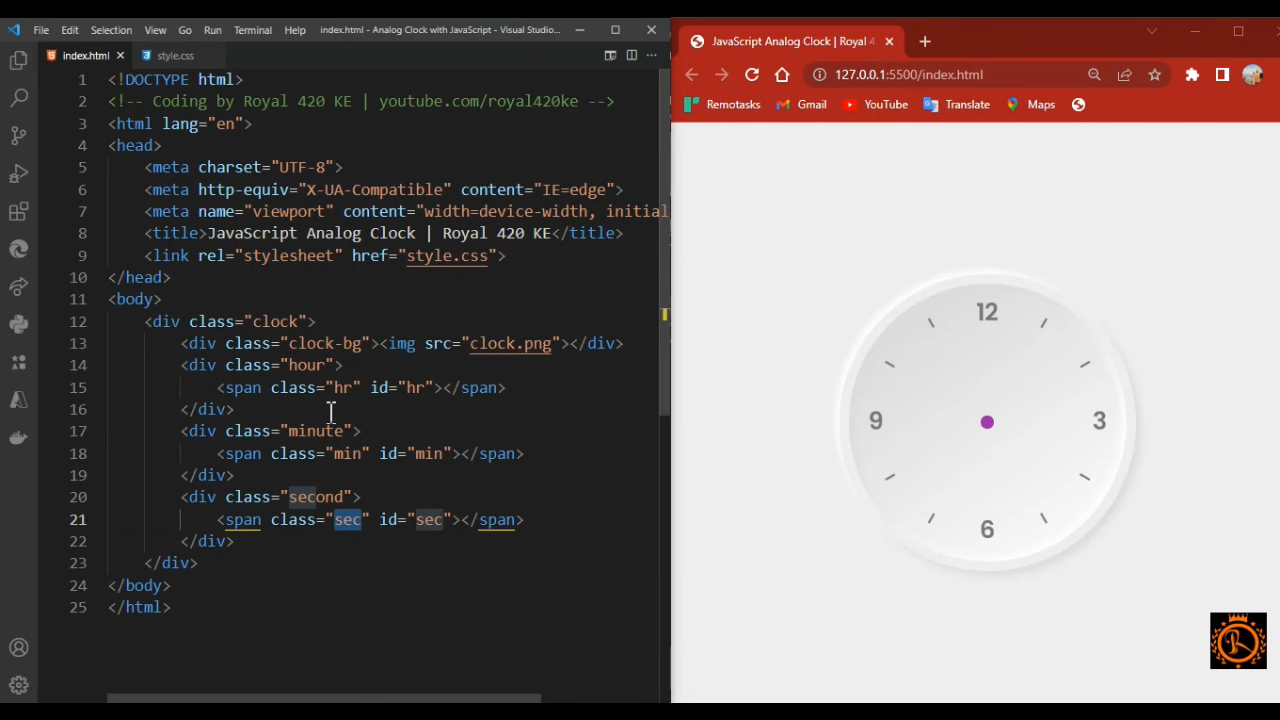 File Edit Selection View Go Run Terminal Help index.html - Analog Clock with JavaScript - Visual Studio...
index.html style.css
1 <!DOCTYPE html>
2 <!-- Coding by Royal 420 KE | youtube.com/royal420ke -->
3 <html lang="en">
4 <head>
5 <meta charset="UTF-8">
6 <meta http-equiv="X-UA-Compatible" content="IE=edge">
7 <meta name="viewport" content="width=device-width, initial
8 <title>JavaScript Analog Clock | Royal 420 KE</title>
9 <link rel="stylesheet" href="style.css">
10 </head>
11 <body>
12 <div class="clock">
13 <div class="clock-bg"><img src="clock.png"></div>
14 <div class="hour">
15 <span class="hr" id="hr"></span>
16 </div>
17 <div class="minute">
18 <span class="min" id="min"></span>
19 </div>
20 <div class="second">
21 <span class="sec" id="sec"></span>
22 </div>
23 </div>
24 </body>
25 </html>
JavaScript Analog Clock | Royal 4
127.0.0.1:5500/index.html
Remotasks Gmail YouTube Translate Maps
12
9 3
6